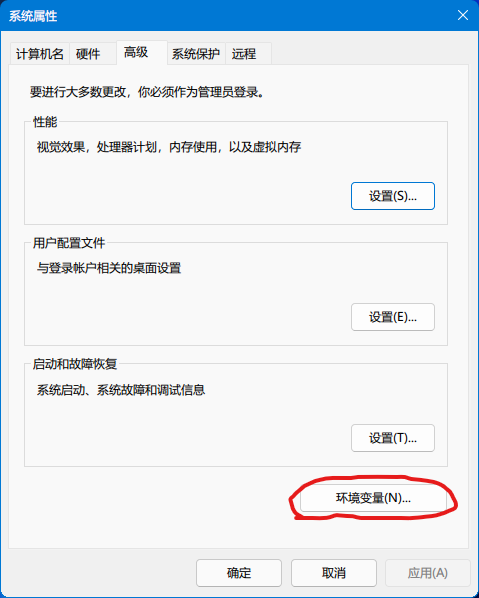 系统属性
计算机名 硬件 高级 系统保护 远程
要进行大多数更改，你必须作为管理员登录。
性能
视觉效果，处理器计划，内存使用，以及虚拟内存
设置(S)...
用户配置文件
与登录帐户相关的桌面设置
设置(E)...
启动和故障恢复
系统启动、系统故障和调试信息
设置(T)...
环境变量(N)...
确定 取消 应用(A)